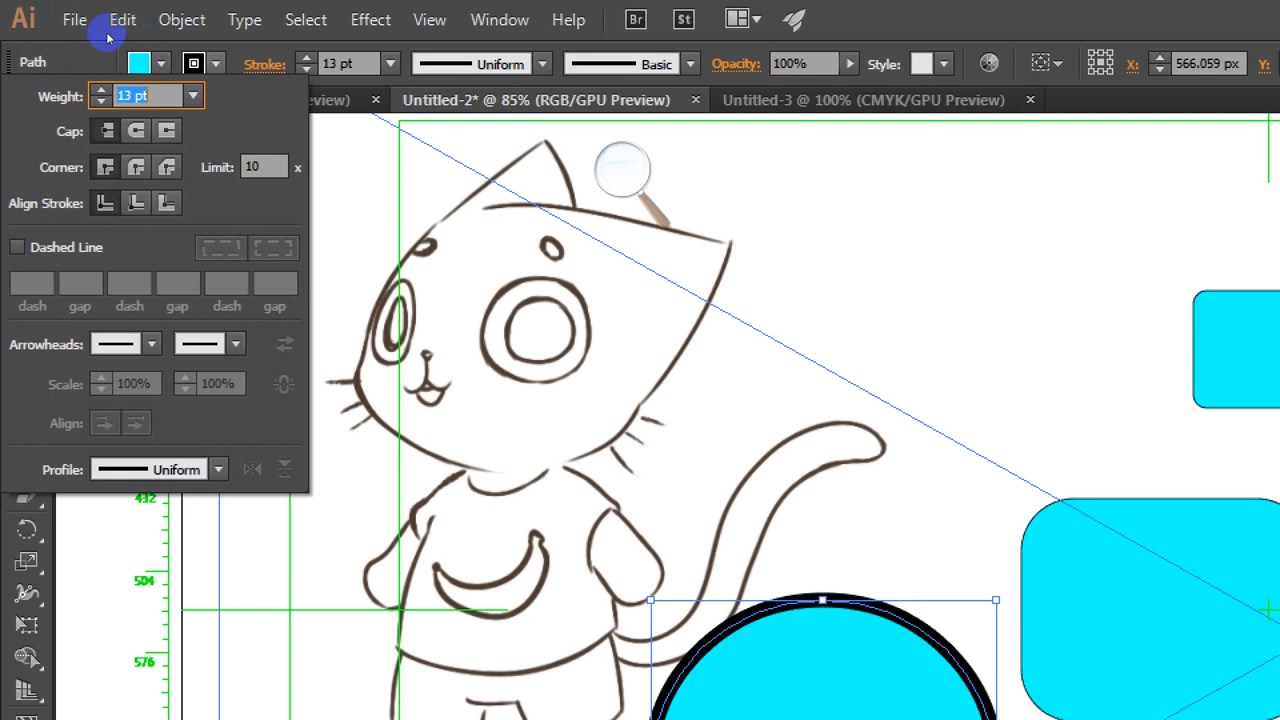 Ai File Edit Object Type Select Effect View Window Help Br St
Path Stroke: 13 pt Uniform Basic Opacity: 100% Style: X: 566.059 px Y:
view) × Untitled-2* @ 85% (RGB/GPU Preview) × Untitled-3 @ 100% (CMYK/GPU Preview) ×
Weight: 13 pt
Cap:
Corner: Limit: 10 x
Align Stroke:
Dashed Line
dash gap dash gap dash gap
Arrowheads:
Scale: 100% 100%
Align:
Profile: Uniform
432
504
576